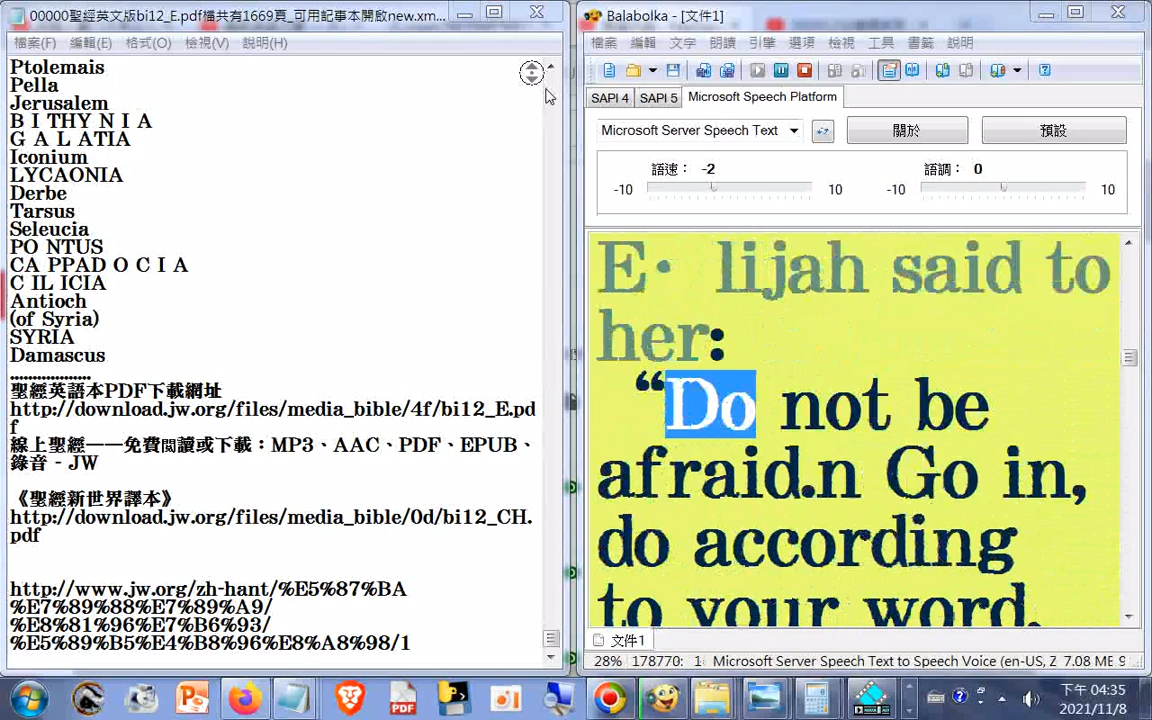 00000聖經英文版bi12_E.pdf檔共有1669頁_可用記事本開啟new.xm...
檔案(F) 編輯(E) 格式(O) 檢視(V) 說明(H)
Ptolemais
Pella
Jerusalem
B I THY N I A
G A L ATIA
Iconium
LYCAONIA
Derbe
Tarsus
Seleucia
PO NTUS
CA PPAD O C I A
C IL ICIA
Antioch
(of Syria)
SYRIA
Damascus
..................
聖經英語本PDF下載網址
http://download.jw.org/files/media_bible/4f/bi12_E.pd
f
線上聖經——免費閱讀或下載：MP3、AAC、PDF、EPUB、
錄音 - JW
《聖經新世界譯本》
http://download.jw.org/files/media_bible/0d/bi12_CH.
pdf
http://www.jw.org/zh-hant/%E5%87%BA
%E7%89%88%E7%89%A9/
%E8%81%96%E7%B6%93/
%E5%89%B5%E4%B8%96%E8%A8%98/1
Balabolka - [文件1]
檔案 編輯 文字 朗讀 引擎 選項 檢視 工具 書籤 說明
SAPI 4 SAPI 5 Microsoft Speech Platform
Microsoft Server Speech Text 關於 預設
語速： -2 語調： 0
-10 10 -10 10
E· lijah said to
her:
“Do not be
afraid.n Go in,
do according
to your word.
文件1
28% 178770: 1 Microsoft Server Speech Text to Speech Voice (en-US, Z 7.08 MB 9
PDF
下午 04:35
2021/11/8